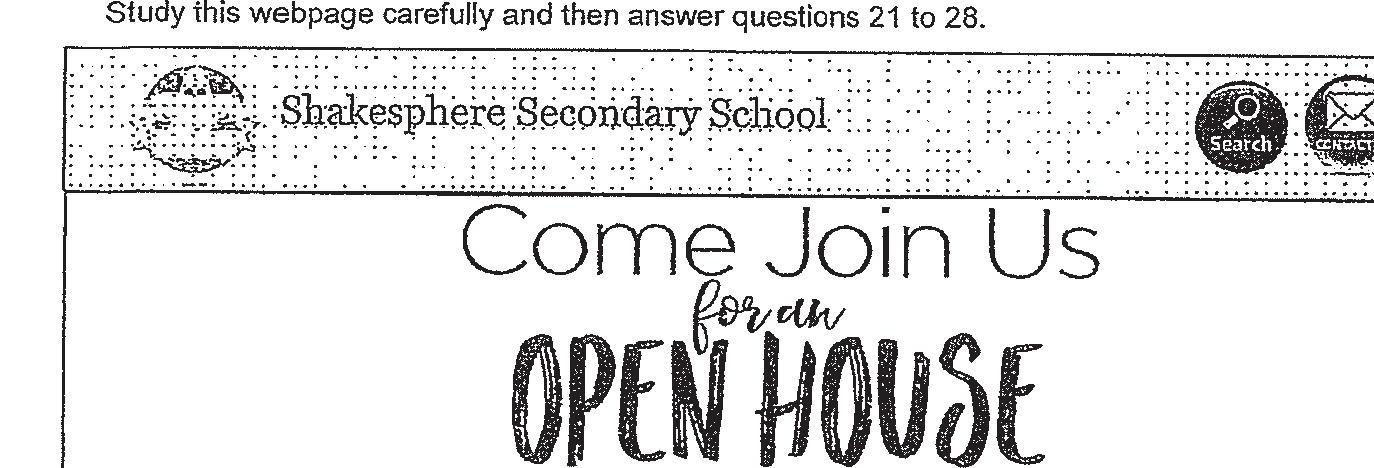 Study this webpage carefully and then answer questions 21 to 28.
Shakesphere Secondary School
Search
CONTACT
Come Join Us
for an
OPEN HOUSE